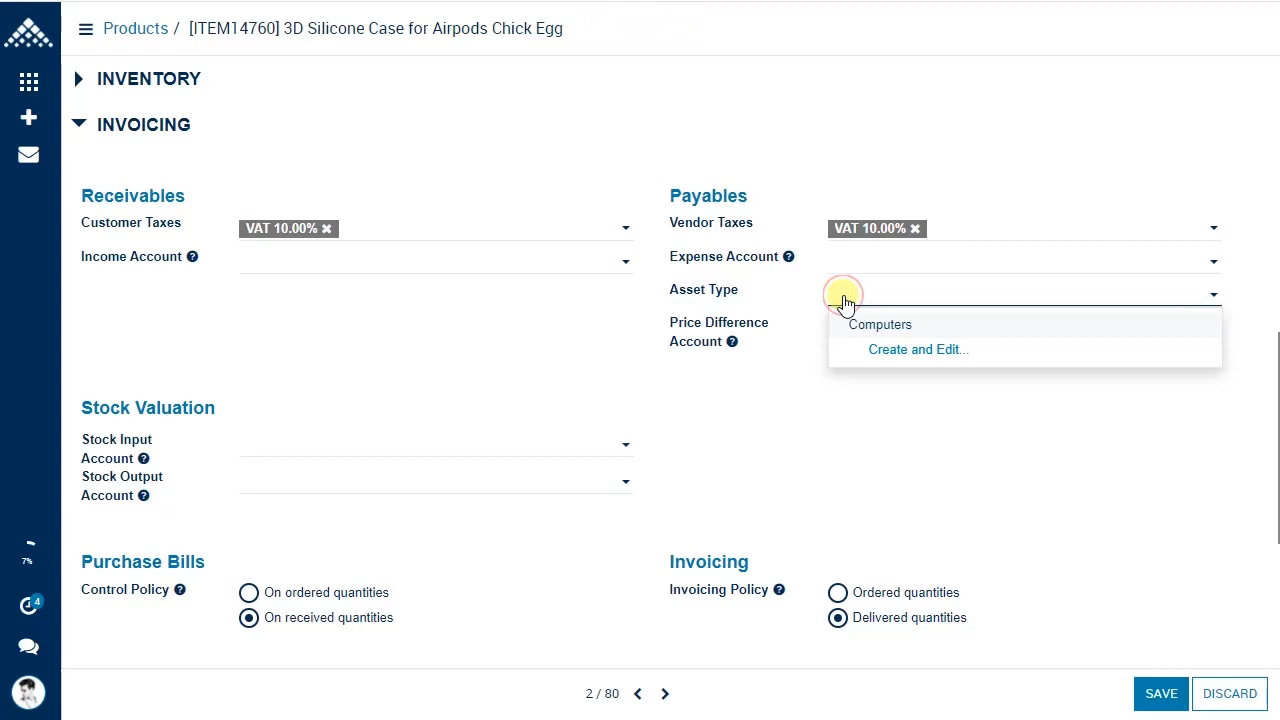 Products / [ITEM14760] 3D Silicone Case for Airpods Chick Egg
INVENTORY
INVOICING
Receivables
Customer Taxes
VAT 10.00% ✖
Income Account
Payables
Vendor Taxes
VAT 10.00% ✖
Expense Account
Asset Type
Computers
Create and Edit...
Price Difference
Account
Stock Valuation
Stock Input
Account
Stock Output
Account
Purchase Bills
Control Policy
On ordered quantities
On received quantities
Invoicing
Invoicing Policy
Ordered quantities
Delivered quantities
7%
4
2 / 80
SAVE
DISCARD